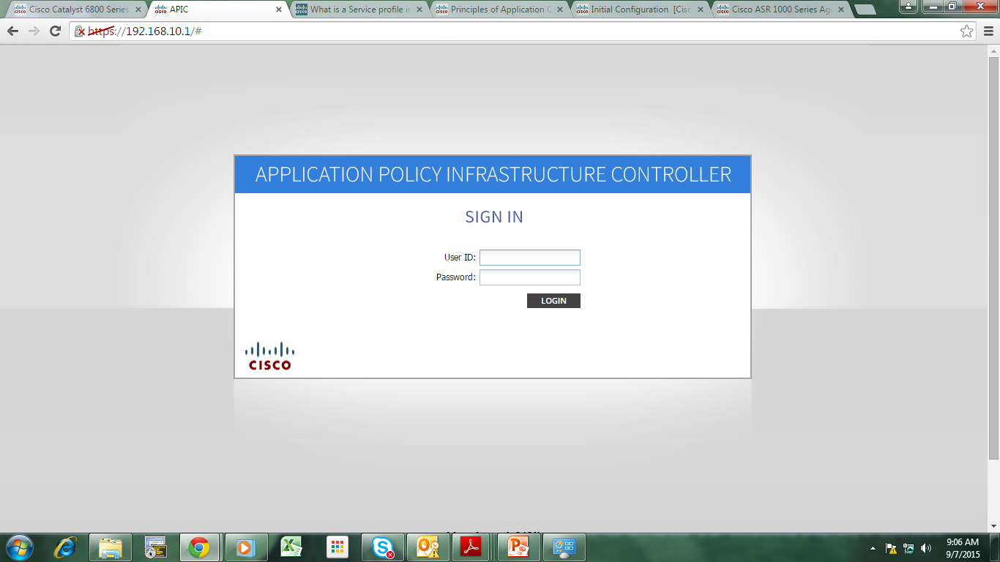 Cisco Catalyst 6800 Series
APIC
What is a Service profile in
Principles of Application C
Initial Configuration [Cisc
Cisco ASR 1000 Series Agg
https://192.168.10.1/#
APPLICATION POLICY INFRASTRUCTURE CONTROLLER
SIGN IN
User ID:
Password:
LOGIN
CISCO
9:06 AM
9/7/2015